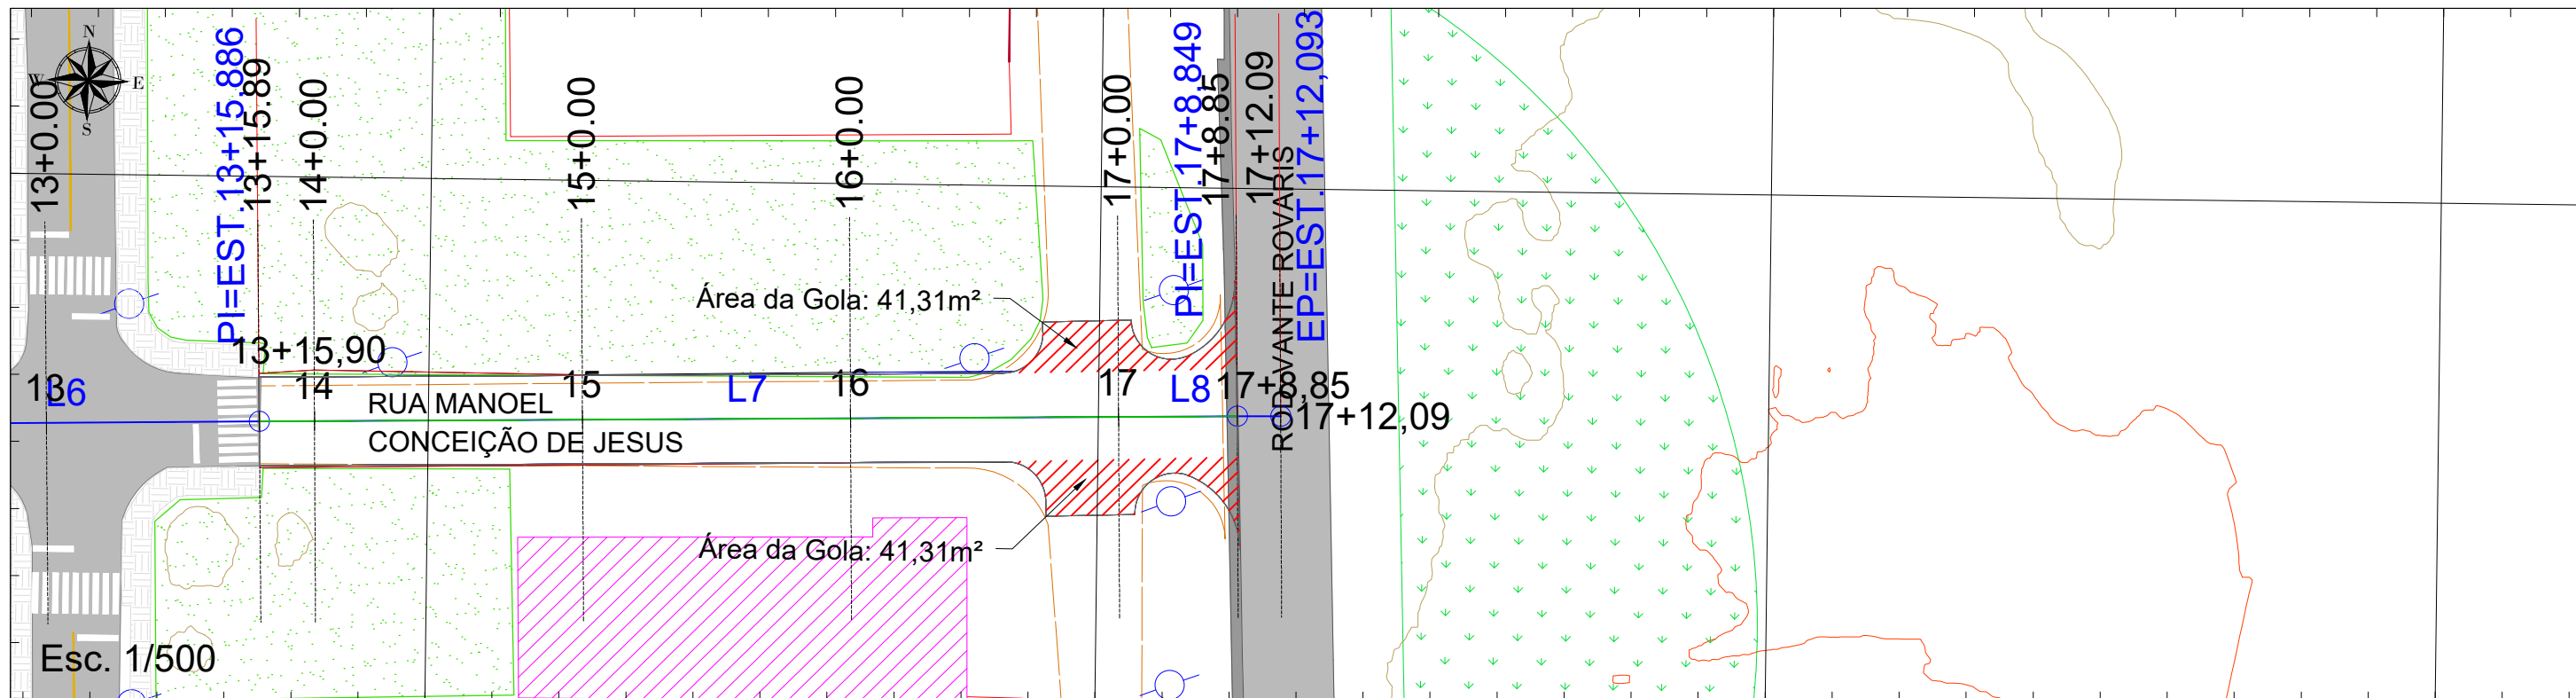 N
W
E
S
13+0.00
PI=EST.13+15.886
13+15.89
14+0.00
15+0.00
16+0.00
17+0.00
PI=EST.17+8,849
17+8.85
17+12.09
EP=EST.17+12,093
ROD. VANTE ROVARIS
Área da Gola: 41,31m²
13+15,90
13
L6
14
15
L7
16
17
L8
17+8,85
17+12,09
RUA MANOEL
CONCEIÇÃO DE JESUS
Área da Gola: 41,31m²
Esc. 1/500